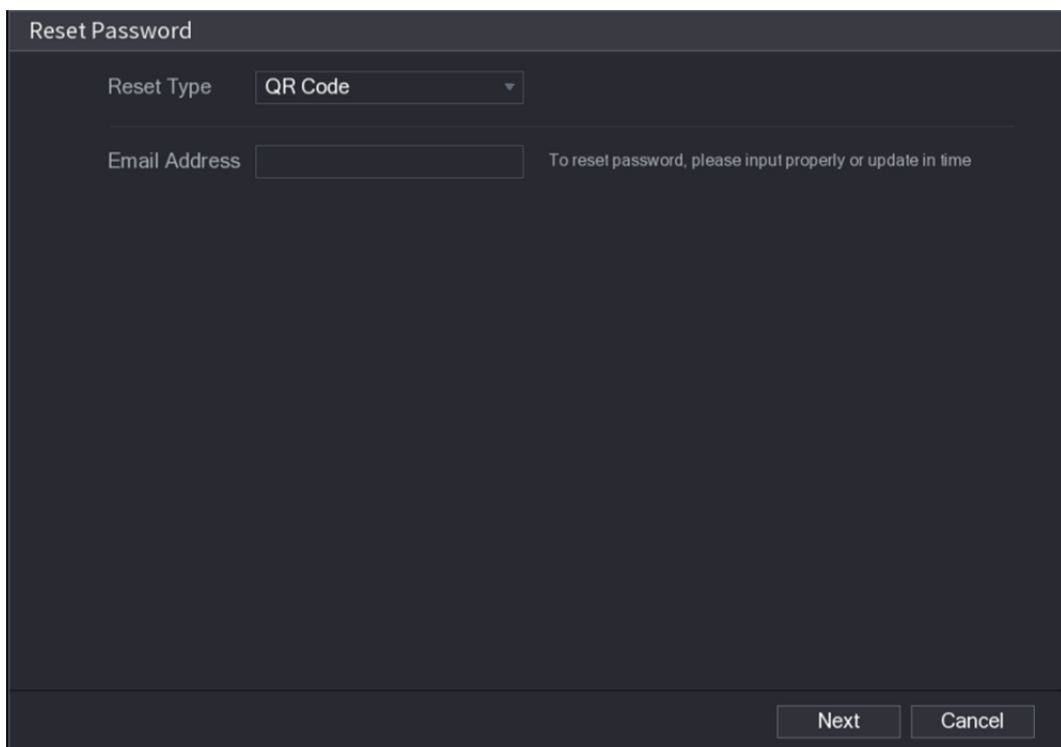 Reset Password
Reset Type QR Code
Email Address To reset password, please input properly or update in time
Next Cancel